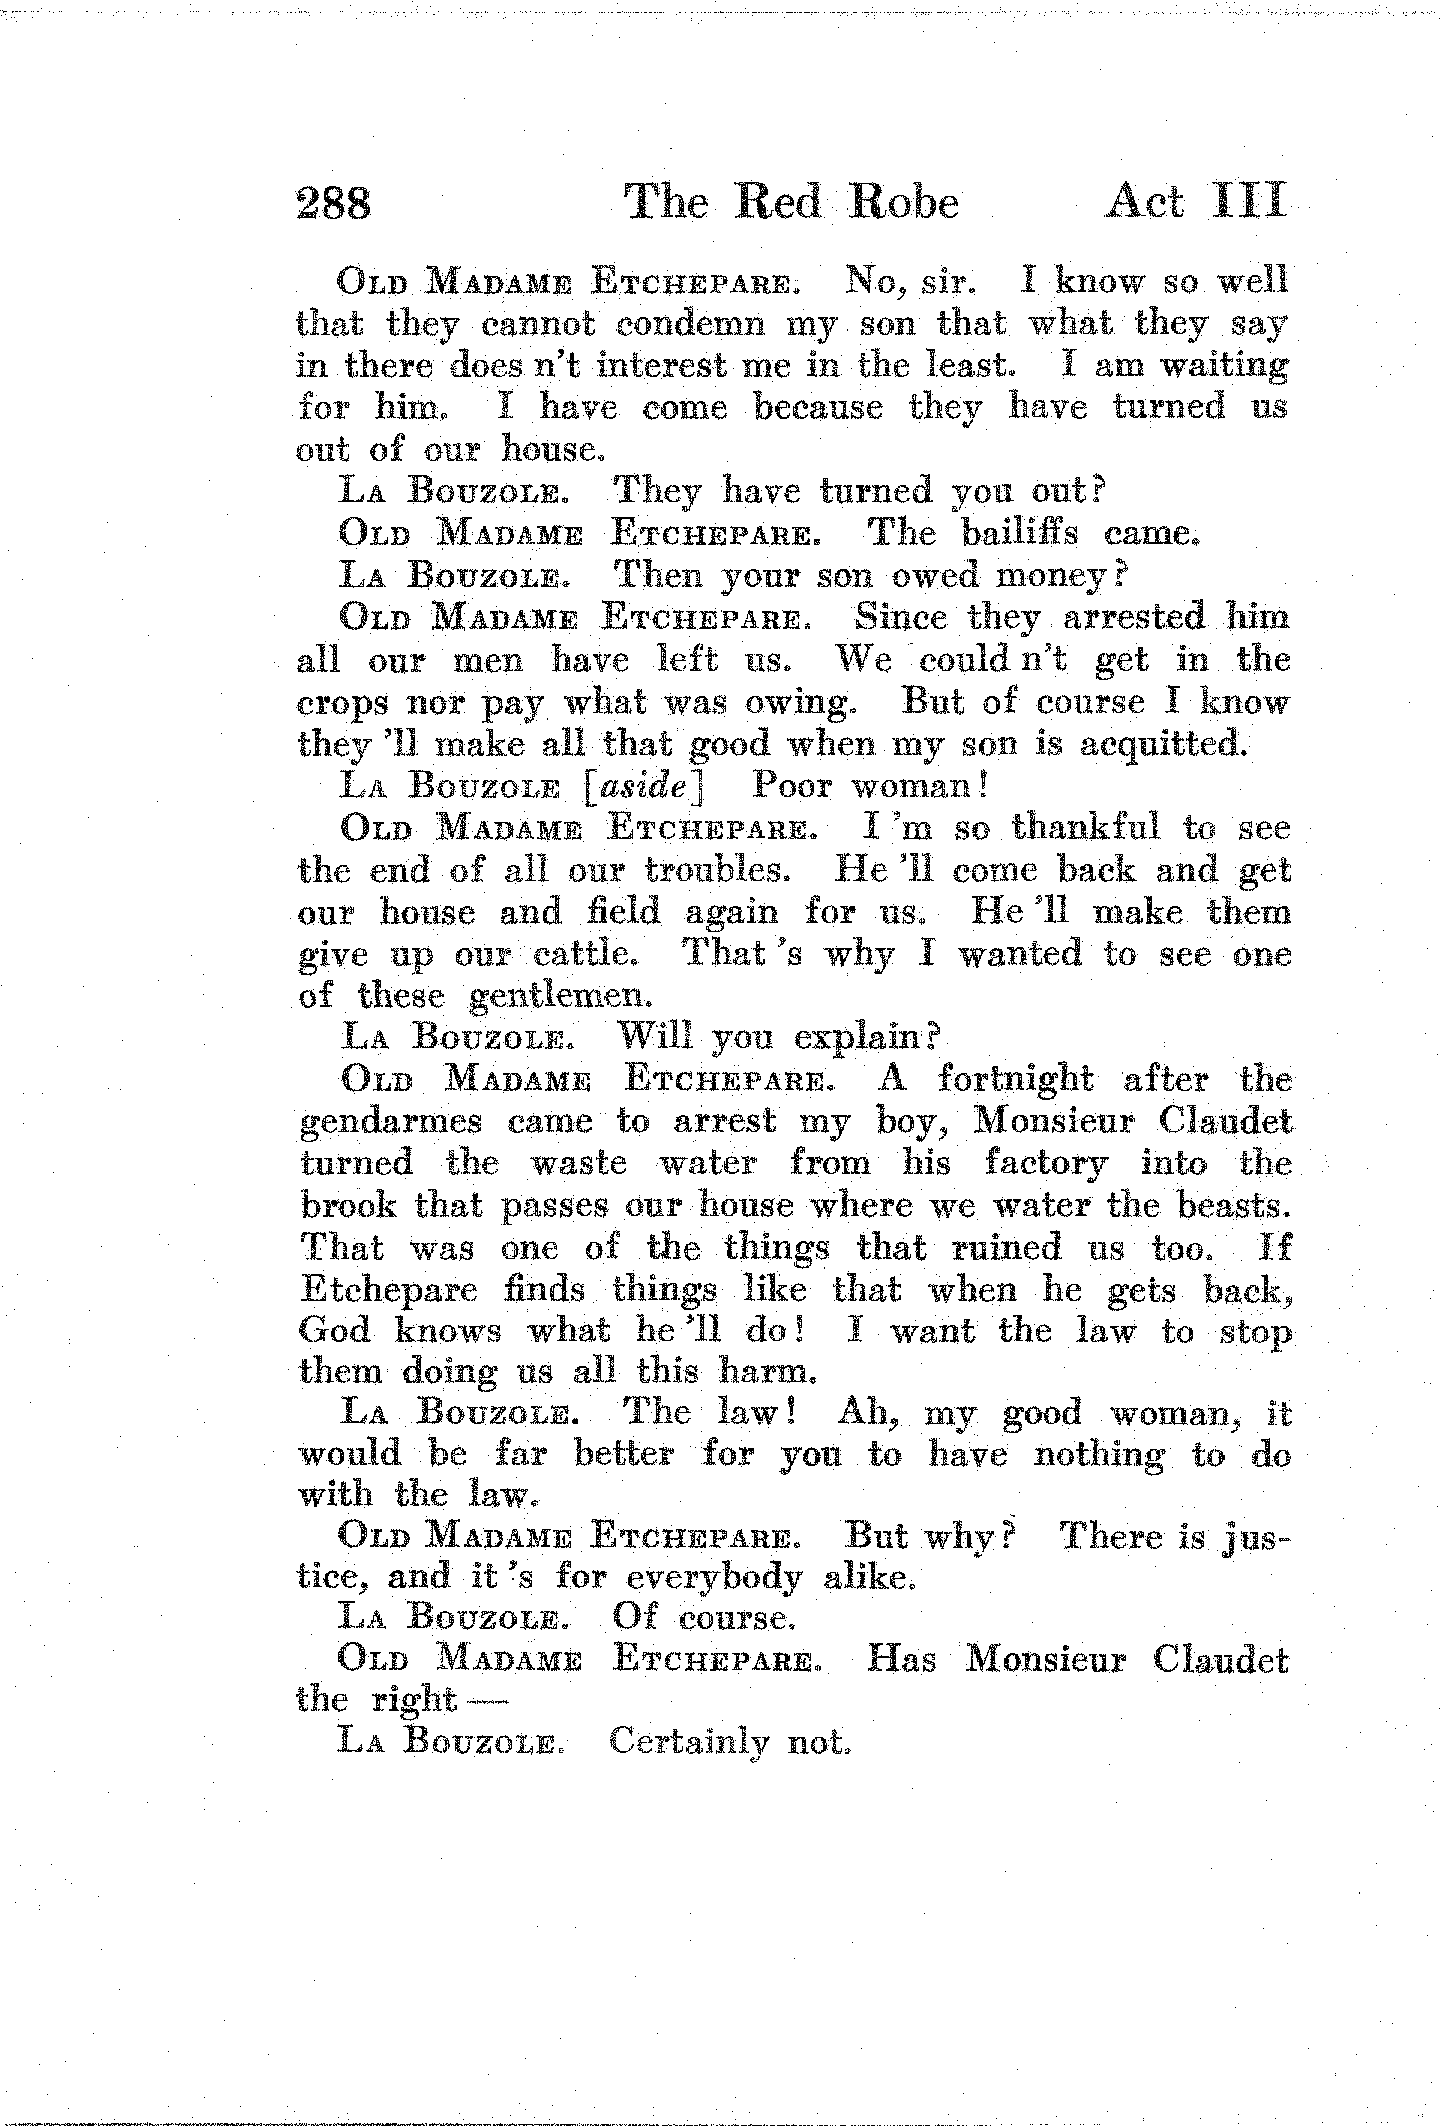 288 The Red Robe Act III
OLD MADAME ETCHEPARE. No, sir. I know so well
that they cannot condemn my son that what they say
in there does n't interest me in the least. I am waiting
for him. I have come because they have turned us
out of our house.
LA BOUZOLE. They have turned you out?
OLD MADAME ETCHEPARE. The bailiffs came.
LA BOUZOLE. Then your son owed money?
OLD MADAME ETCHEPARE. Since they arrested him
all our men have left us. We could n't get in the
crops nor pay what was owing. But of course I know
they 'll make all that good when my son is acquitted.
LA BOUZOLE [aside] Poor woman!
OLD MADAME ETCHEPARE. I 'm so thankful to see
the end of all our troubles. He 'll come back and get
our house and field again for us. He 'll make them
give up our cattle. That 's why I wanted to see one
of these gentlemen.
LA BOUZOLE. Will you explain?
OLD MADAME ETCHEPARE. A fortnight after the
gendarmes came to arrest my boy, Monsieur Claudet
turned the waste water from his factory into the
brook that passes our house where we water the beasts.
That was one of the things that ruined us too. If
Etchepare finds things like that when he gets back,
God knows what he 'll do! I want the law to stop
them doing us all this harm.
LA BOUZOLE. The law! Ah, my good woman, it
would be far better for you to have nothing to do
with the law.
OLD MADAME ETCHEPARE. But why? There is jus-
tice, and it 's for everybody alike.
LA BOUZOLE. Of course.
OLD MADAME ETCHEPARE. Has Monsieur Claudet
the right —
LA BOUZOLE. Certainly not.